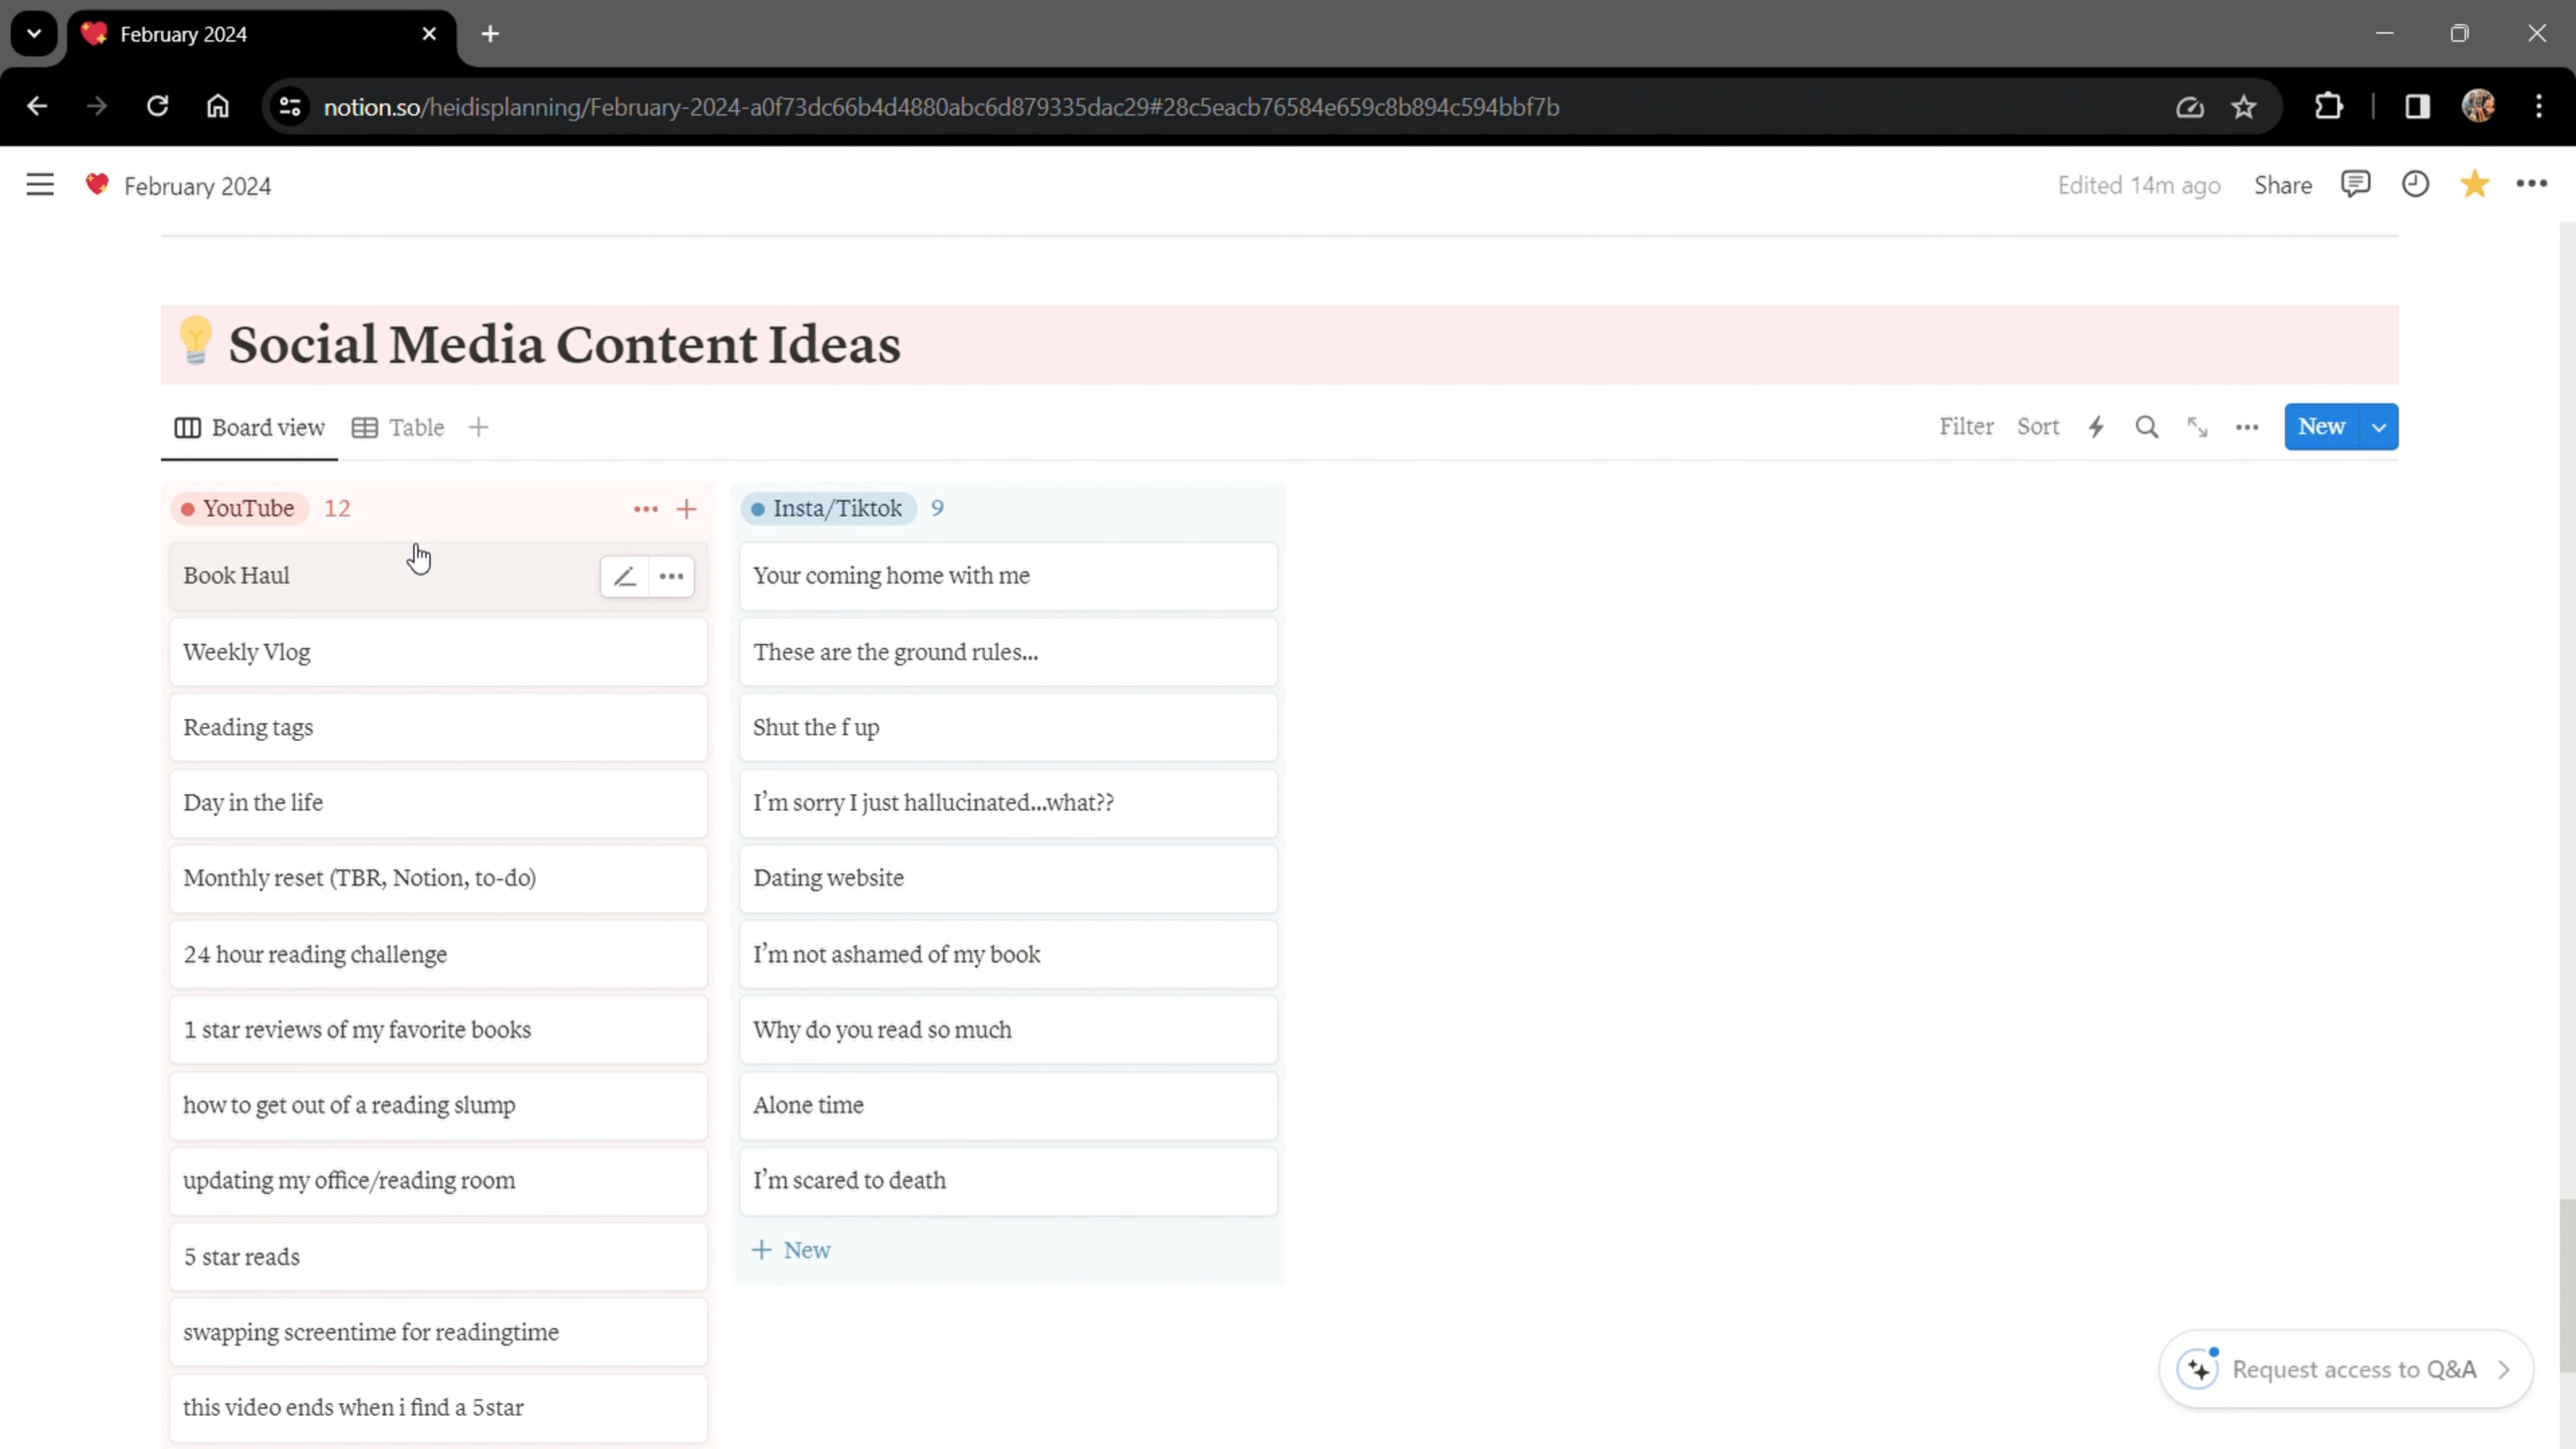 February 2024
notion.so/heidisplanning/February-2024-a0f73dc66b4d4880abc6d879335dac29#28c5eacb76584e659c8b894c594bbf7b
February 2024
Edited 14m ago Share
Social Media Content Ideas
Board view Table
Filter Sort New
YouTube 12
Book Haul
Weekly Vlog
Reading tags
Day in the life
Monthly reset (TBR, Notion, to-do)
24 hour reading challenge
1 star reviews of my favorite books
how to get out of a reading slump
updating my office/reading room
5 star reads
swapping screentime for readingtime
this video ends when i find a 5star
Insta/Tiktok 9
Your coming home with me
These are the ground rules...
Shut the f up
I'm sorry I just hallucinated...what??
Dating website
I'm not ashamed of my book
Why do you read so much
Alone time
I'm scared to death
+ New
Request access to Q&A